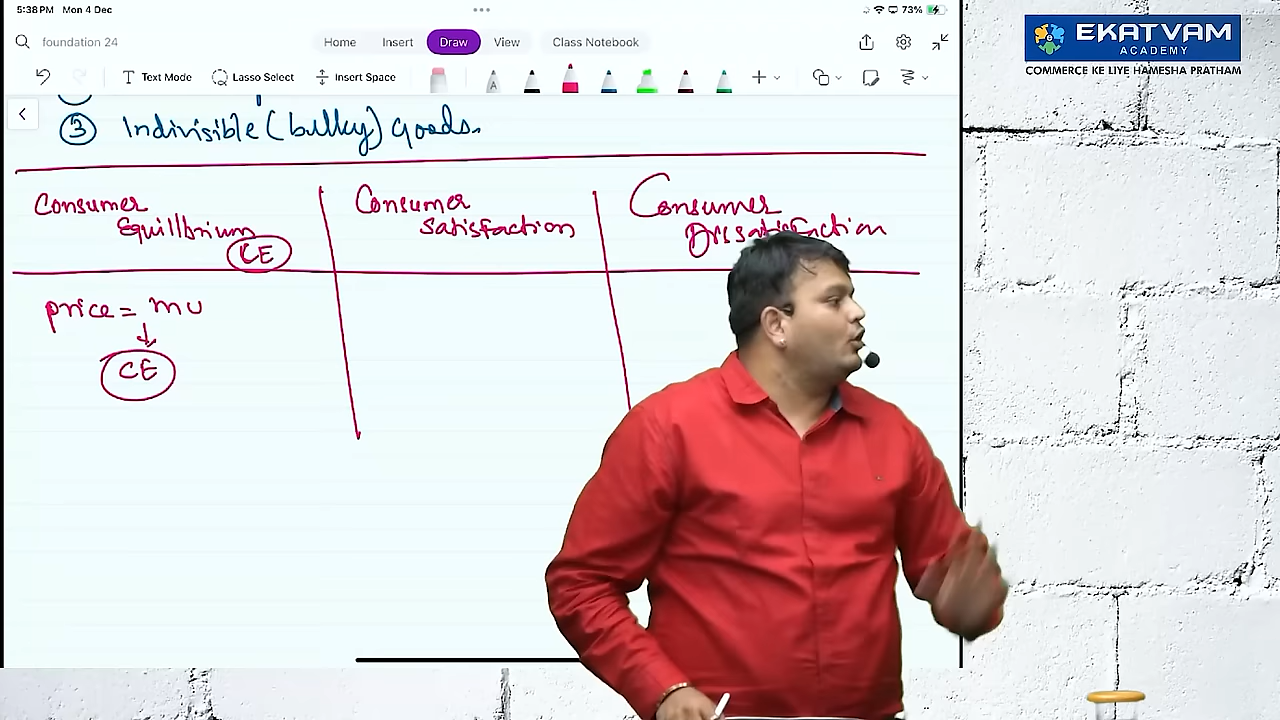 5:38 PM Mon 4 Dec
73%
foundation 24
Home Insert Draw View Class Notebook
Text Mode Lasso Select Insert Space
③ Indivisible (bulky) goods.
Consumer Equillbrium CE
Consumer satisfaction
Consumer Dissatisfaction
price = mu
CE
EKATVAM
ACADEMY
COMMERCE KE LIYE HAMESHA PRATHAM